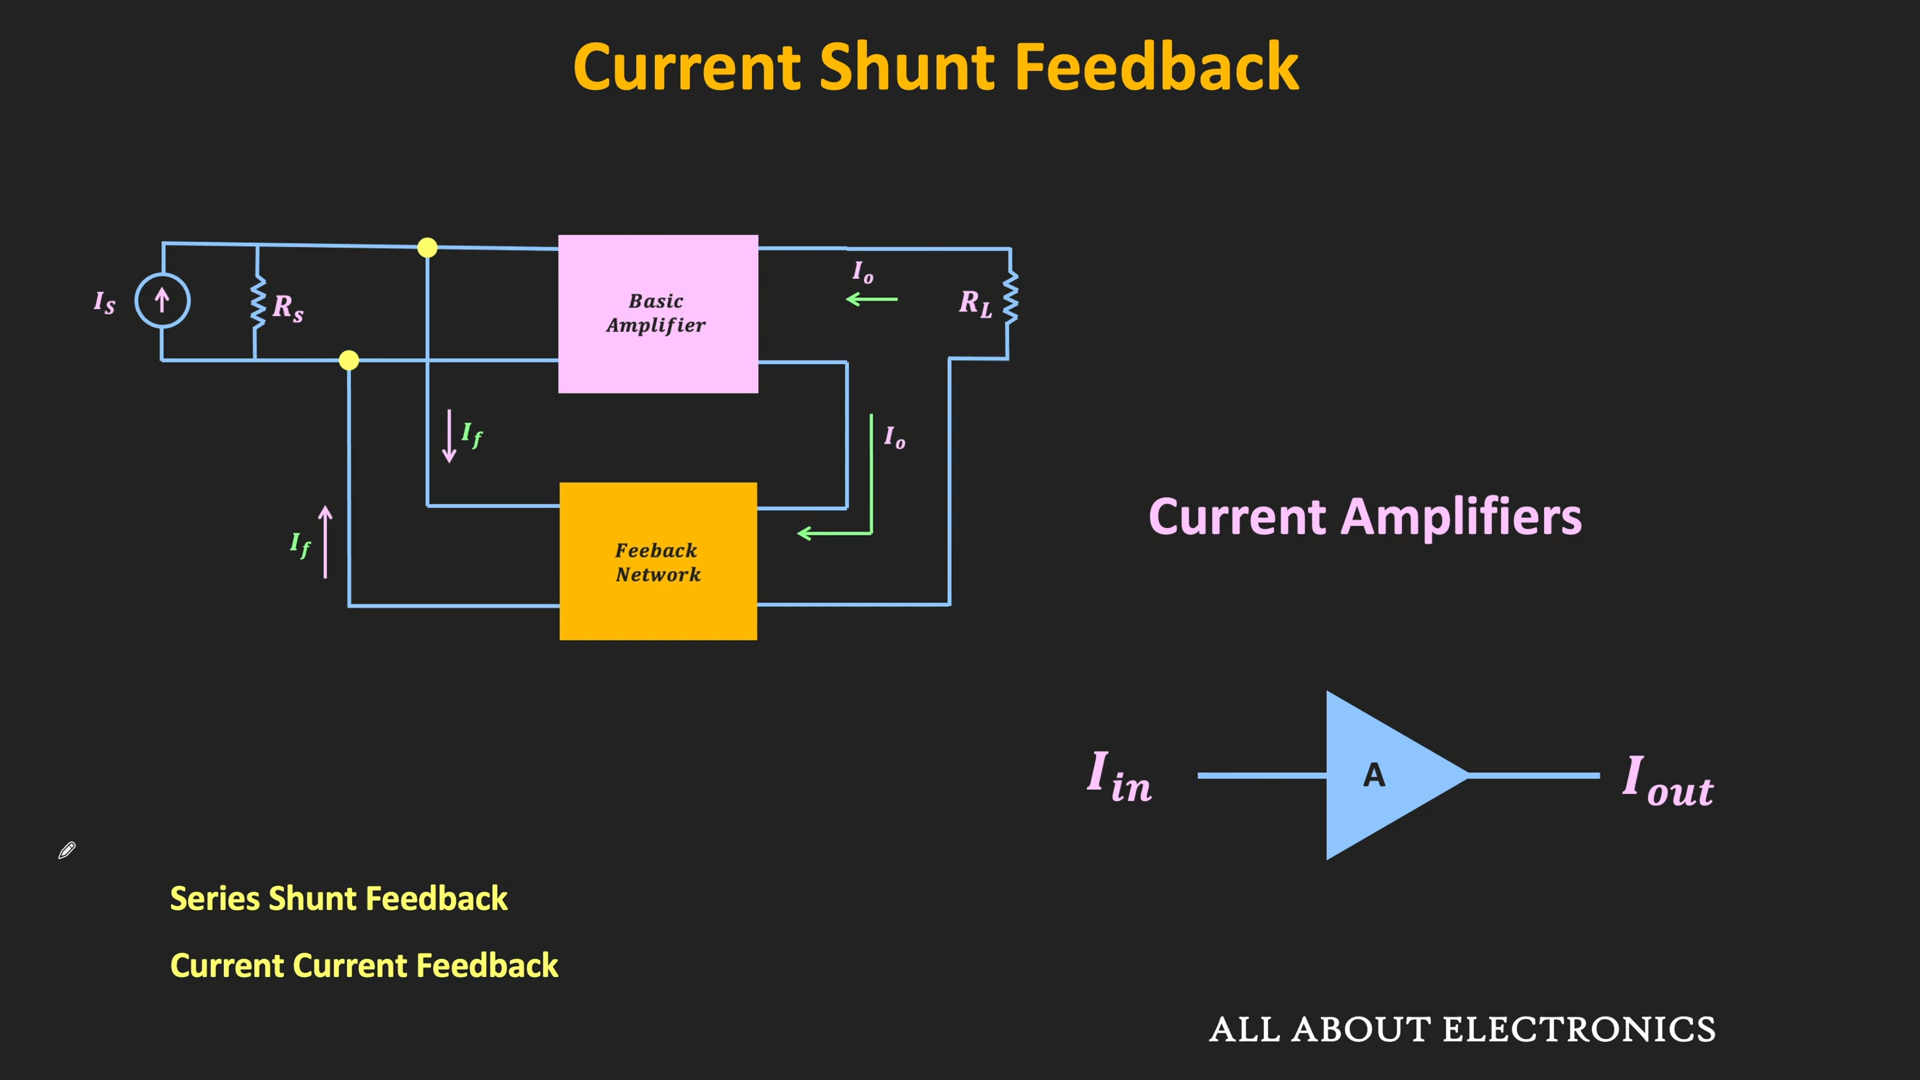 Current Shunt Feedback
I_S
R_s
Basic
Amplifier
I_o
R_L
I_f
I_o
I_f
Feeback
Network
Current Amplifiers
I_in
A
I_out
Series Shunt Feedback
Current Current Feedback
ALL ABOUT ELECTRONICS